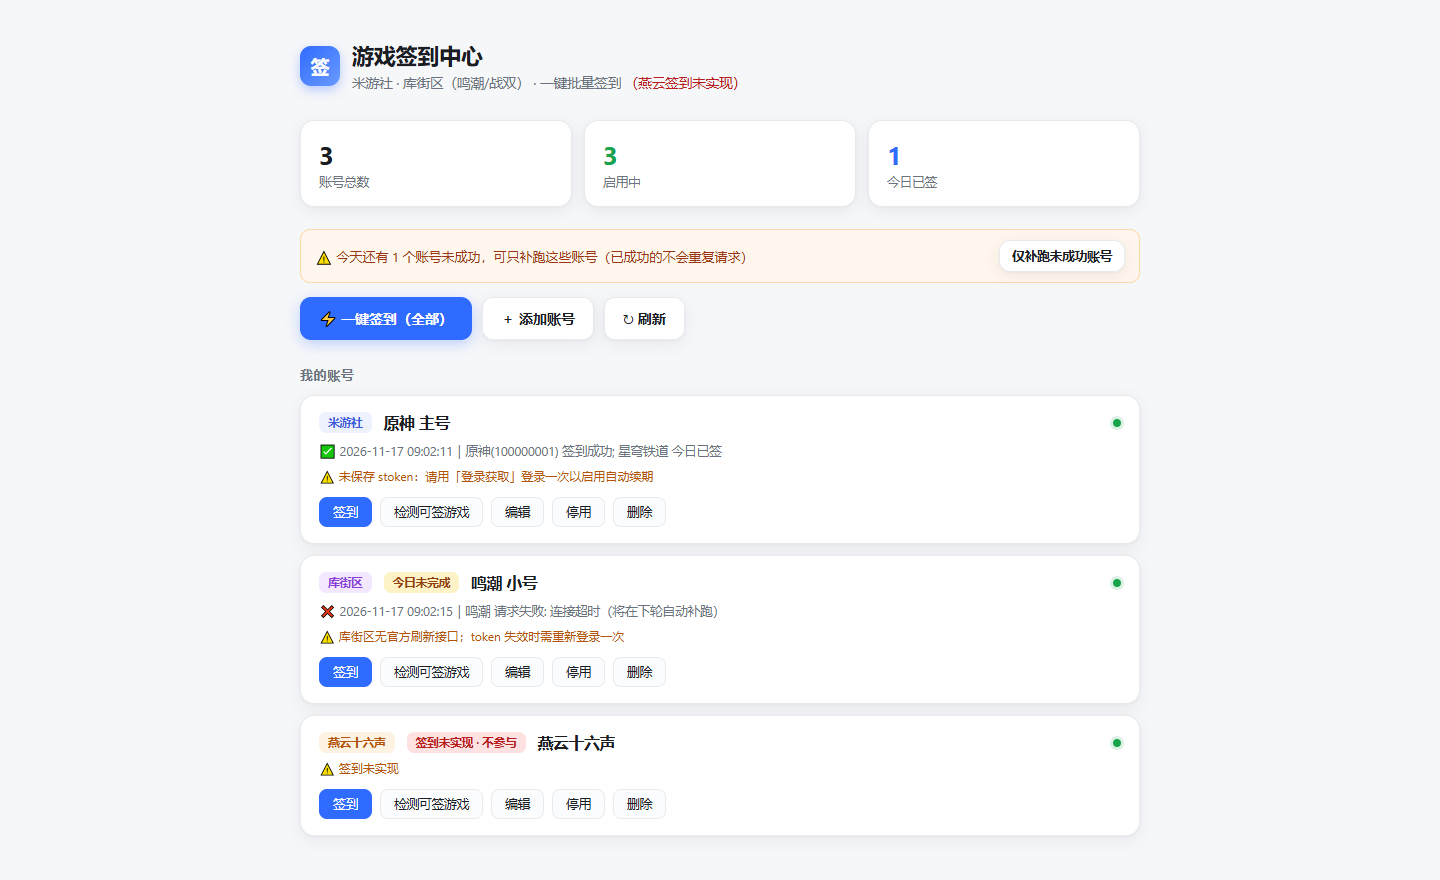 签
游戏签到中心
米游社 · 库街区（鸣潮/战双） · 一键批量签到 （燕云签到未实现）
3
账号总数
3
启用中
1
今日已签
⚠️ 今天还有 1 个账号未成功，可只补跑这些账号（已成功的不会重复请求）
仅补跑未成功账号
⚡ 一键签到（全部）
＋ 添加账号
↻ 刷新
我的账号
米游社 原神 主号
✅ 2026-11-17 09:02:11 | 原神(100000001) 签到成功; 星穹铁道 今日已签
⚠️ 未保存 stoken：请用「登录获取」登录一次以启用自动续期
签到 检测可签游戏 编辑 停用 删除
库街区 今日未完成 鸣潮 小号
❌ 2026-11-17 09:02:15 | 鸣潮 请求失败: 连接超时（将在下轮自动补跑）
⚠️ 库街区无官方刷新接口；token 失效时需重新登录一次
签到 检测可签游戏 编辑 停用 删除
燕云十六声 签到未实现 · 不参与 燕云十六声
⚠️ 签到未实现
签到 检测可签游戏 编辑 停用 删除